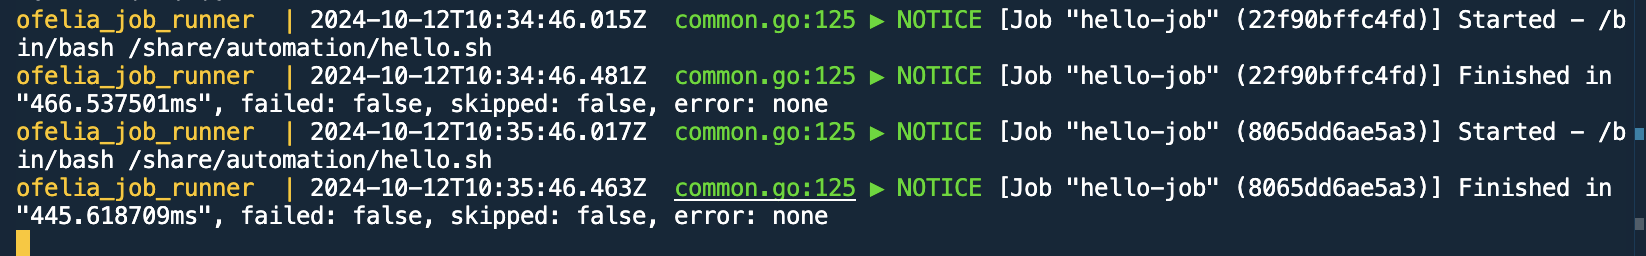 ofelia_job_runner  | 2024-10-12T10:34:46.015Z  common.go:125 ▶ NOTICE [Job "hello-job" (22f90bffc4fd)] Started - /b
in/bash /share/automation/hello.sh
ofelia_job_runner  | 2024-10-12T10:34:46.481Z  common.go:125 ▶ NOTICE [Job "hello-job" (22f90bffc4fd)] Finished in
"466.537501ms", failed: false, skipped: false, error: none
ofelia_job_runner  | 2024-10-12T10:35:46.017Z  common.go:125 ▶ NOTICE [Job "hello-job" (8065dd6ae5a3)] Started - /b
in/bash /share/automation/hello.sh
ofelia_job_runner  | 2024-10-12T10:35:46.463Z  common.go:125 ▶ NOTICE [Job "hello-job" (8065dd6ae5a3)] Finished in
"445.618709ms", failed: false, skipped: false, error: none